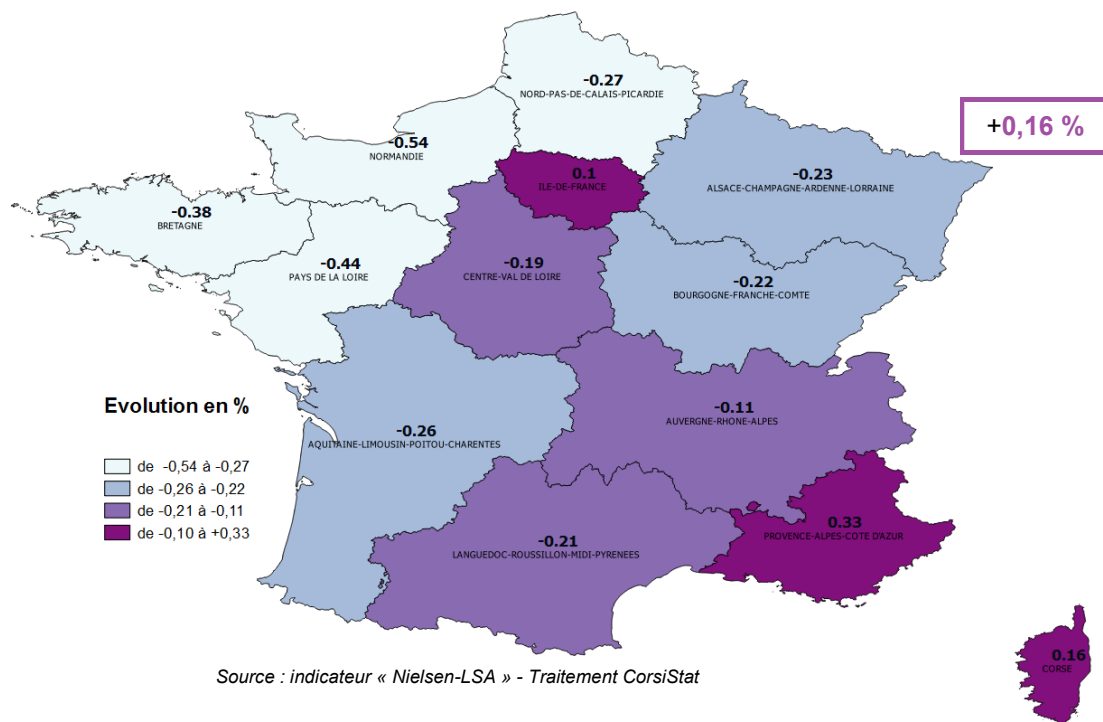 -0.27
NORD-PAS-DE-CALAIS-PICARDIE
+0,16 %
-0.54
NORMANDIE
0.1
ILE-DE-FRANCE
-0.23
ALSACE-CHAMPAGNE-ARDENNE-LORRAINE
-0.38
BRETAGNE
-0.44
PAYS DE LA LOIRE
-0.19
CENTRE-VAL DE LOIRE
-0.22
BOURGOGNE-FRANCHE-COMTE
-0.26
AQUITAINE-LIMOUSIN-POITOU-CHARENTES
-0.11
AUVERGNE-RHONE-ALPES
Evolution en %
de -0,54 à -0,27
de -0,26 à -0,22
de -0,21 à -0,11
de -0,10 à +0,33
-0.21
LANGUEDOC-ROUSSILLON-MIDI-PYRENEES
0.33
PROVENCE-ALPES-COTE D'AZUR
0.16
CORSE
Source : indicateur « Nielsen-LSA » - Traitement CorsiStat